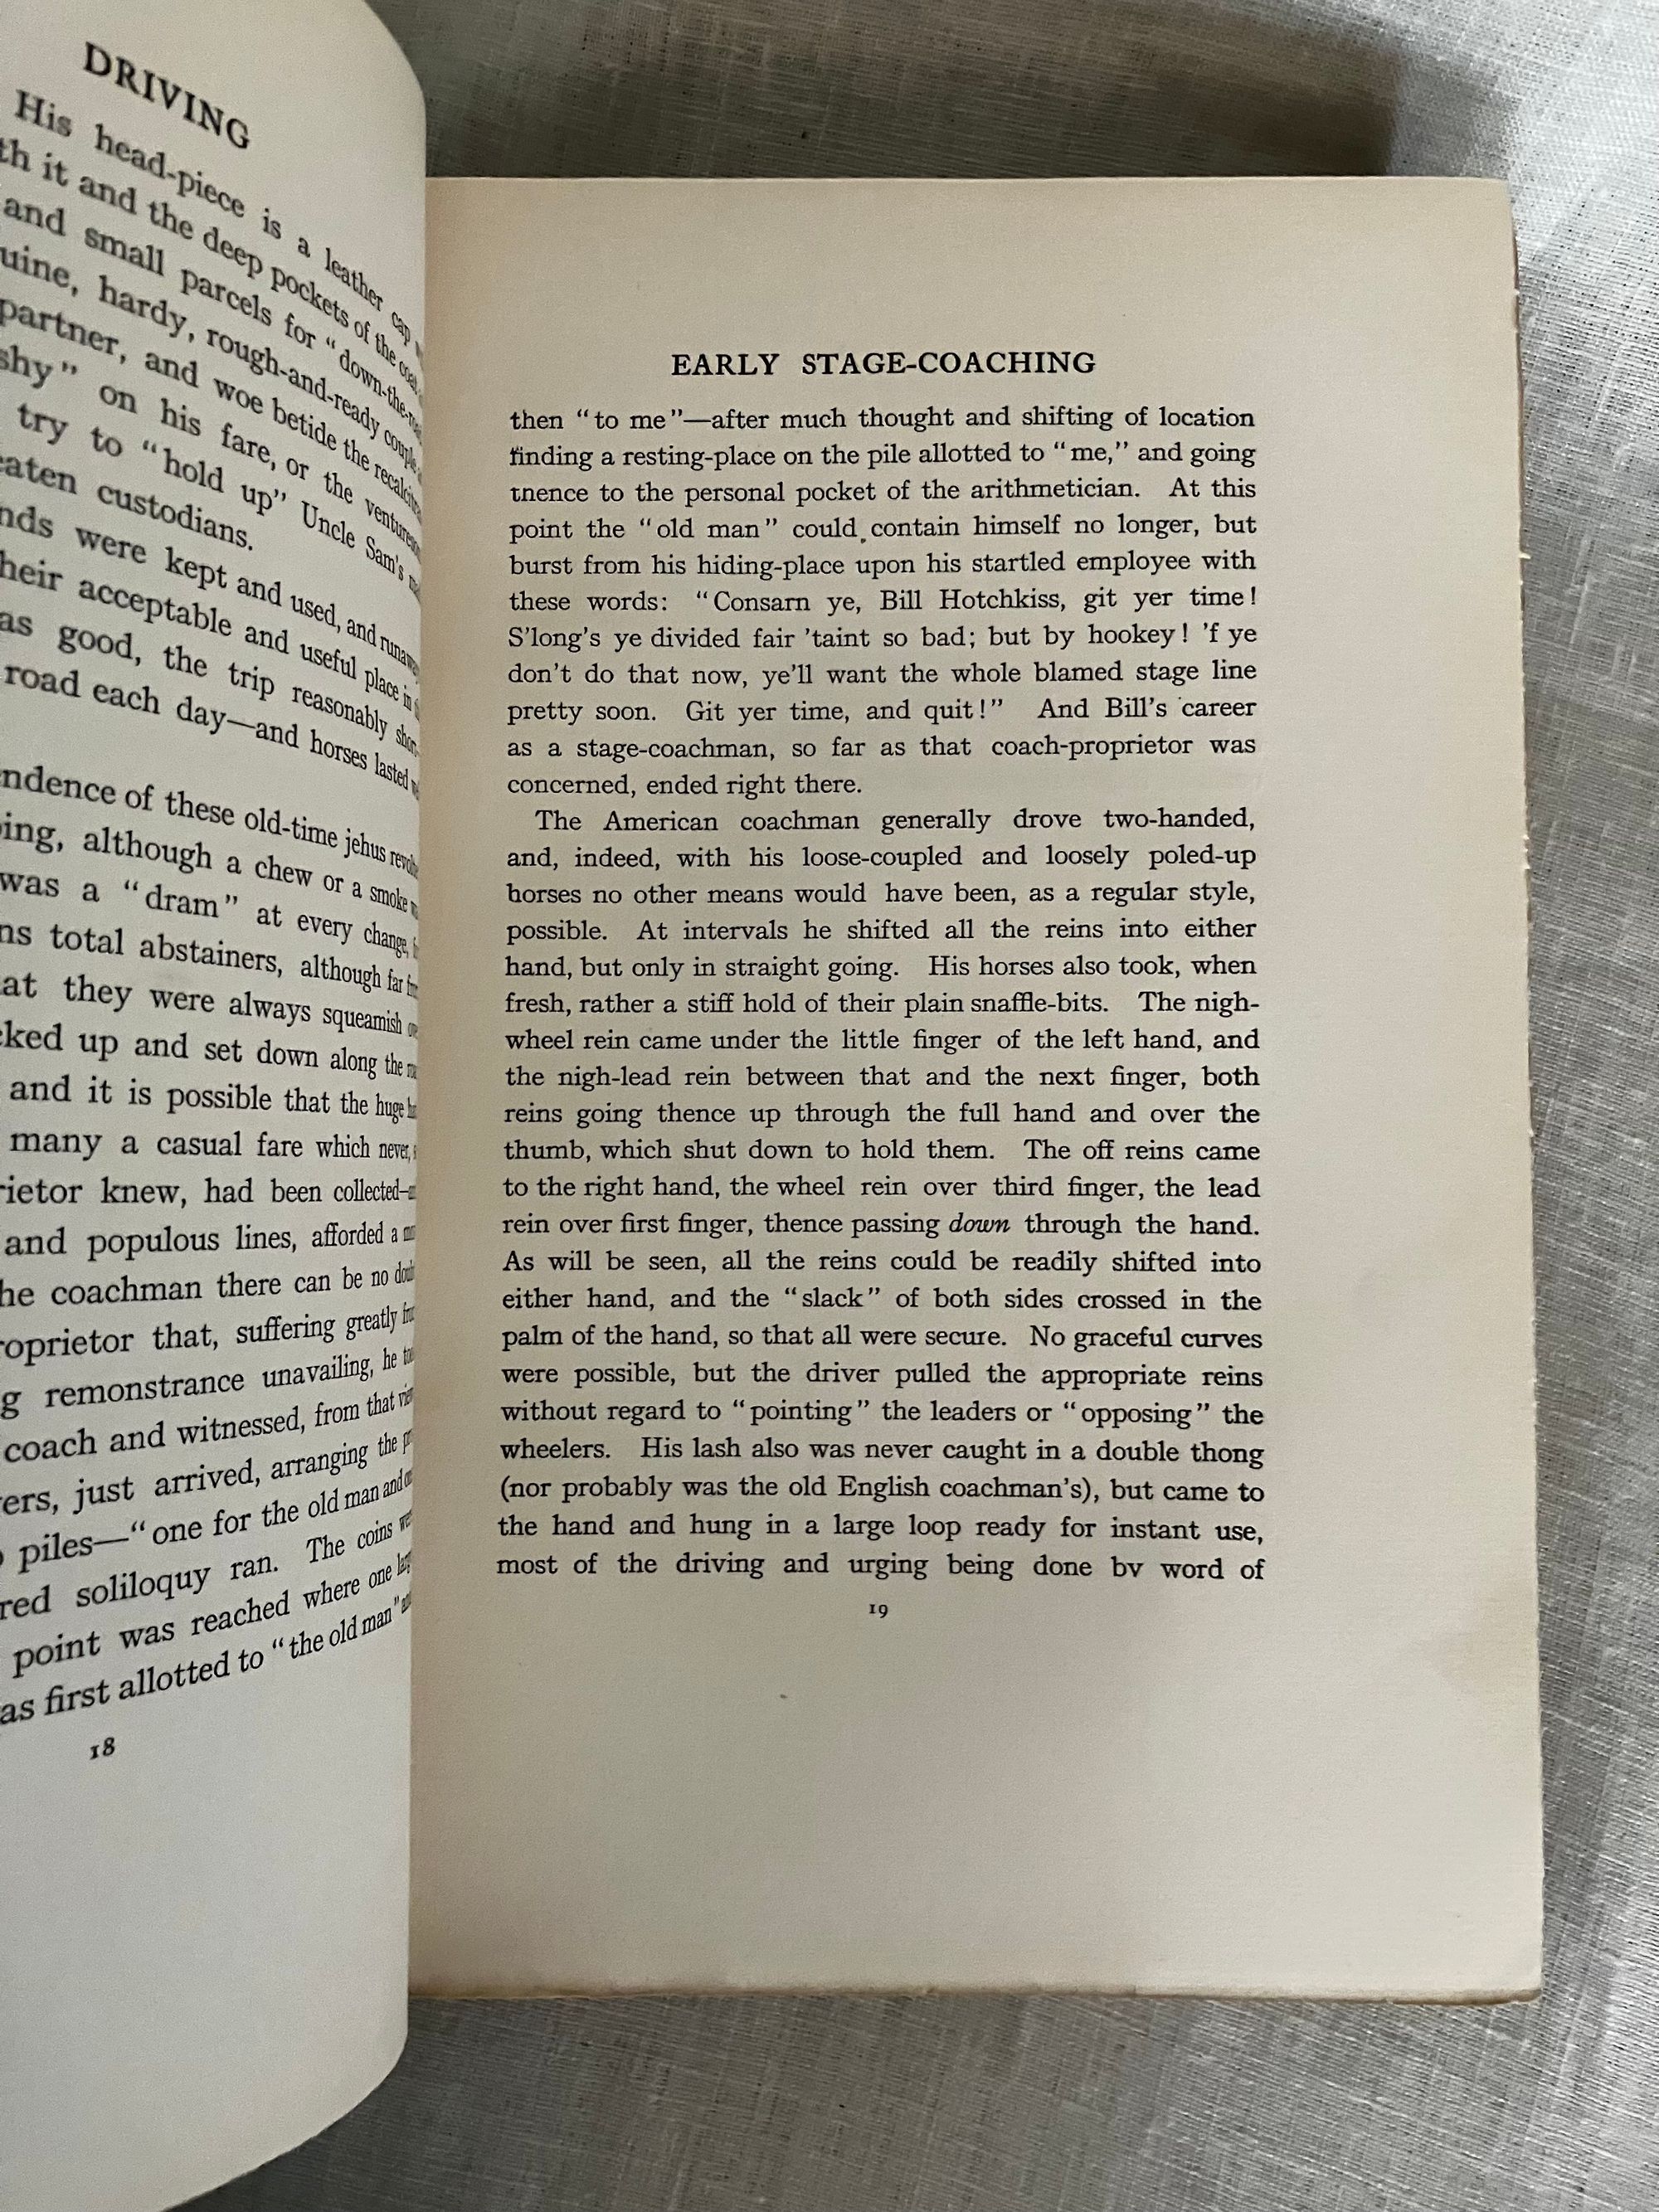 DRIVING
His head-piece is a leather cap
th it and the deep pockets of the coat
and small parcels for “down-the-road
uine, hardy, rough-and-ready couple
partner, and woe betide the
shy” on his fare, or the
try to “hold up” Uncle Sam's
eaten custodians.
nds were kept and used, and
heir acceptable and useful place in
as good, the trip reasonably
road each day—and horses lasted
ndence of these old-time jehus
ing, although a chew or a smoke
was a “dram” at every change,
ns total abstainers, although far
at they were always squeamish
cked up and set down along the
and it is possible that the huge
many a casual fare which never,
rietor knew, had been collected—
and populous lines, afforded a
he coachman there can be no
roprietor that, suffering greatly
g remonstrance unavailing, he
coach and witnessed, from that
ers, just arrived, arranging the
piles—“one for the old man and
red soliloquy ran. The coins
point was reached where one
as first allotted to “the old man”
18
EARLY STAGE-COACHING
then “to me”—after much thought and shifting of location
finding a resting-place on the pile allotted to “me,” and going
tnence to the personal pocket of the arithmetician. At this
point the “old man” could contain himself no longer, but
burst from his hiding-place upon his startled employee with
these words: “Consarn ye, Bill Hotchkiss, git yer time!
S'long's ye divided fair 'taint so bad; but by hookey! 'f ye
don't do that now, ye'll want the whole blamed stage line
pretty soon. Git yer time, and quit!” And Bill's career
as a stage-coachman, so far as that coach-proprietor was
concerned, ended right there.
The American coachman generally drove two-handed,
and, indeed, with his loose-coupled and loosely poled-up
horses no other means would have been, as a regular style,
possible. At intervals he shifted all the reins into either
hand, but only in straight going. His horses also took, when
fresh, rather a stiff hold of their plain snaffle-bits. The nigh-
wheel rein came under the little finger of the left hand, and
the nigh-lead rein between that and the next finger, both
reins going thence up through the full hand and over the
thumb, which shut down to hold them. The off reins came
to the right hand, the wheel rein over third finger, the lead
rein over first finger, thence passing down through the hand.
As will be seen, all the reins could be readily shifted into
either hand, and the “slack” of both sides crossed in the
palm of the hand, so that all were secure. No graceful curves
were possible, but the driver pulled the appropriate reins
without regard to “pointing” the leaders or “opposing” the
wheelers. His lash also was never caught in a double thong
(nor probably was the old English coachman's), but came to
the hand and hung in a large loop ready for instant use,
most of the driving and urging being done by word of
19